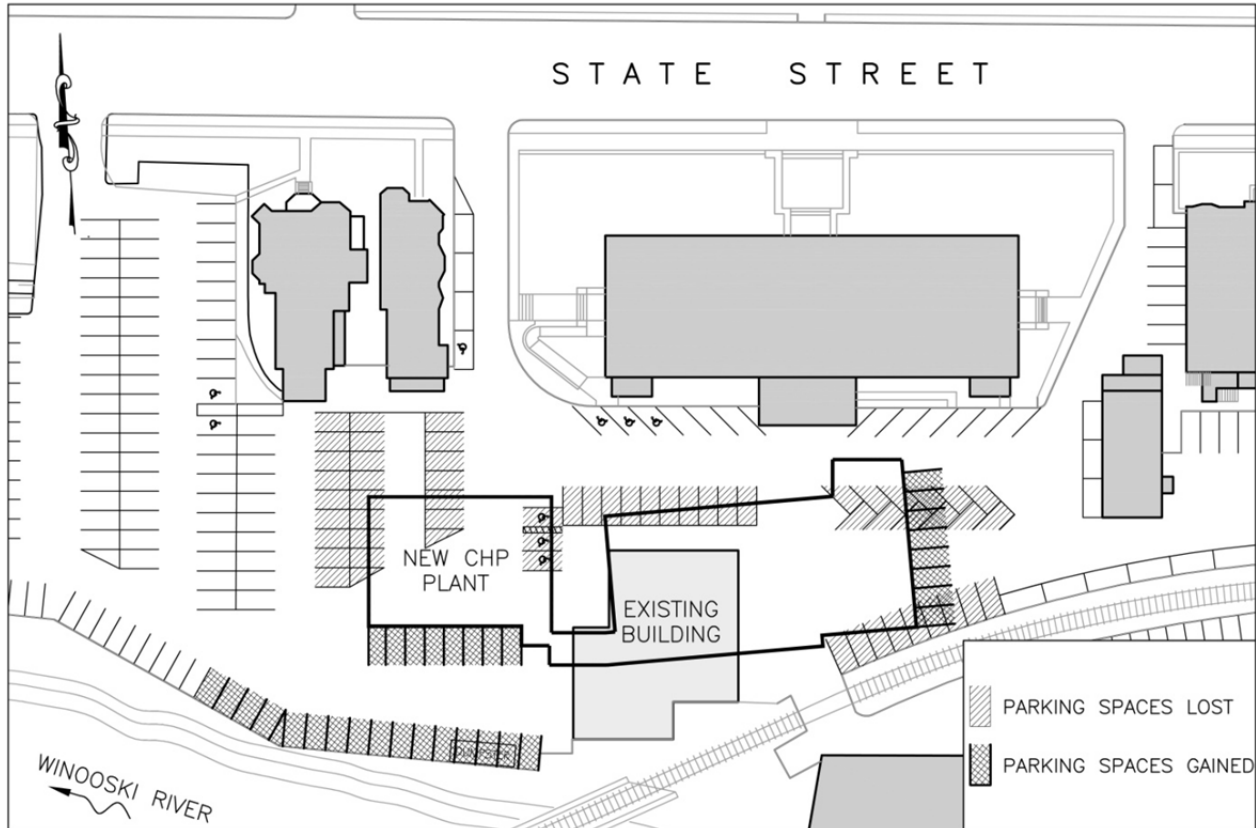 STATE STREET
NEW CHP
PLANT
EXISTING
BUILDING
PARKING SPACES LOST
PARKING SPACES GAINED
WINOOSKI RIVER